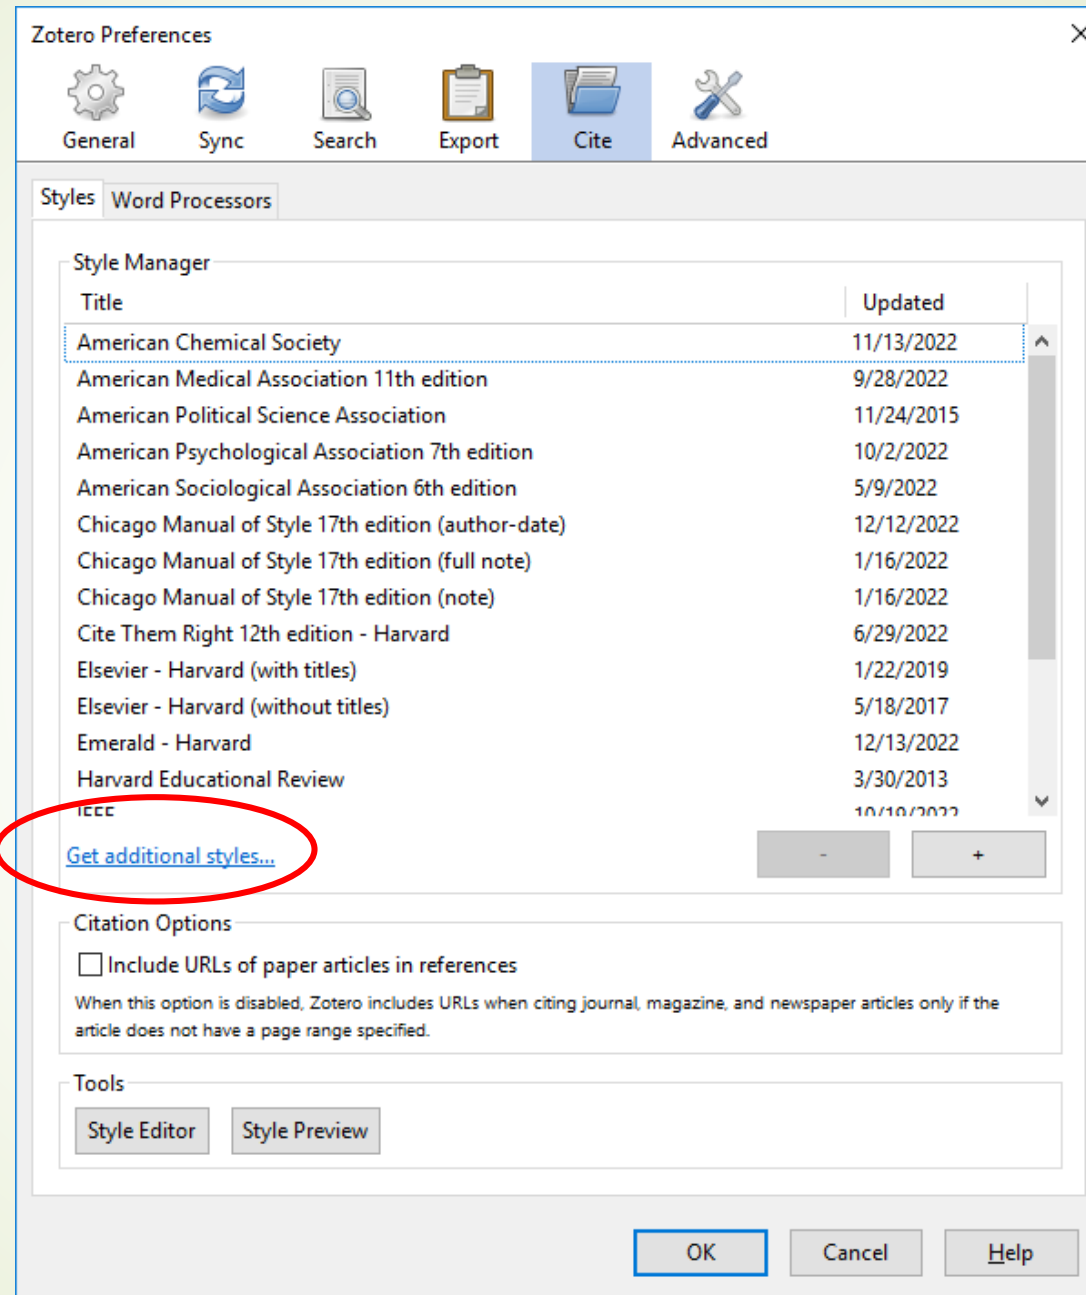 Zotero Preferences
General Sync Search Export Cite Advanced
Styles Word Processors
Style Manager
Title Updated
American Chemical Society 11/13/2022
American Medical Association 11th edition 9/28/2022
American Political Science Association 11/24/2015
American Psychological Association 7th edition 10/2/2022
American Sociological Association 6th edition 5/9/2022
Chicago Manual of Style 17th edition (author-date) 12/12/2022
Chicago Manual of Style 17th edition (full note) 1/16/2022
Chicago Manual of Style 17th edition (note) 1/16/2022
Cite Them Right 12th edition - Harvard 6/29/2022
Elsevier - Harvard (with titles) 1/22/2019
Elsevier - Harvard (without titles) 5/18/2017
Emerald - Harvard 12/13/2022
Harvard Educational Review 3/30/2013
IEEE 10/19/2022
Get additional styles... - +
Citation Options
Include URLs of paper articles in references
When this option is disabled, Zotero includes URLs when citing journal, magazine, and newspaper articles only if the
article does not have a page range specified.
Tools
Style Editor Style Preview
OK Cancel Help